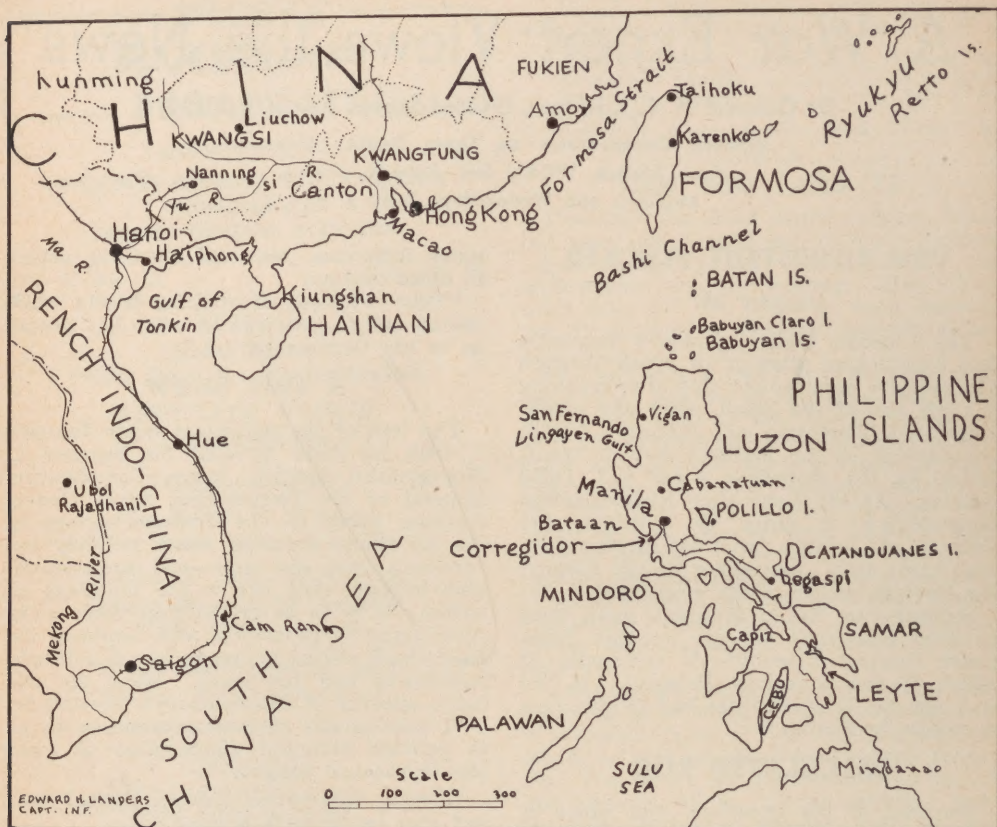 CHINA
Kunming
Liuchow
KWANGSI
Nanning
Si R.
Yu R
Canton
KWANGTUNG
FUKIEN
Amoy
Formosa Strait
Taihoku
Karenko
FORMOSA
Ryukyu
Retto Is.
Hong Kong
Macao
Hanoi
Haiphong
Ma R.
Gulf of
Tonkin
Kiungshan
HAINAN
Bashi Channel
BATAN IS.
Babuyan Claro I.
Babuyan Is.
PHILIPPINE
ISLANDS
RENCH INDO-CHINA
Hue
Ubol
Rajadhani
Mekong River
Cam Ranh
Saigon
San Fernando
Lingayen Gulf
Vigan
LUZON
Cabanatuan
Manila
POLILLO I.
Bataan
Corregidor
CATANDUANES I.
Legaspi
MINDORO
Capiz
SAMAR
LEYTE
CEBU
PALAWAN
SULU
SEA
Mindanao
SOUTH
CHINA SEA
Scale
0 100 200 300
EDWARD H. LANDERS
CAPT. INF.